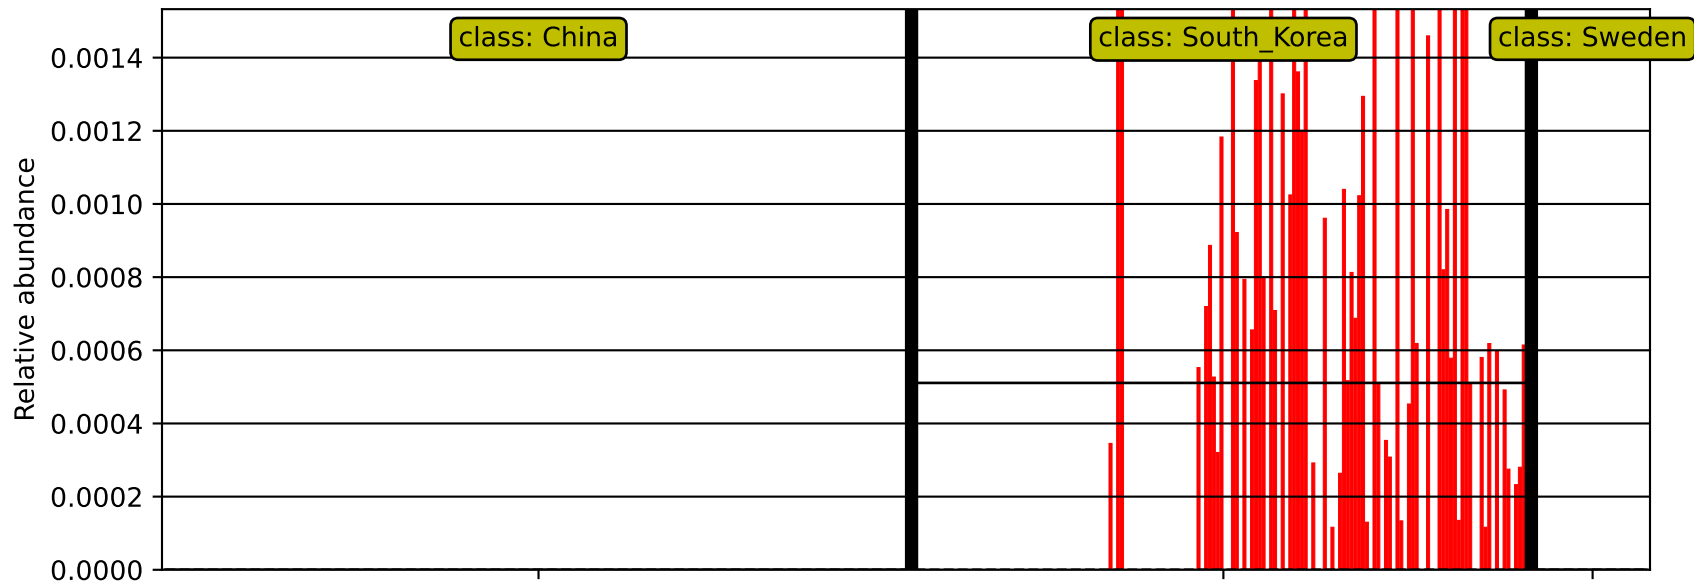 class: China
class: South_Korea
class: Sweden
Relative abundance
0.0014
0.0012
0.0010
0.0008
0.0006
0.0004
0.0002
0.0000